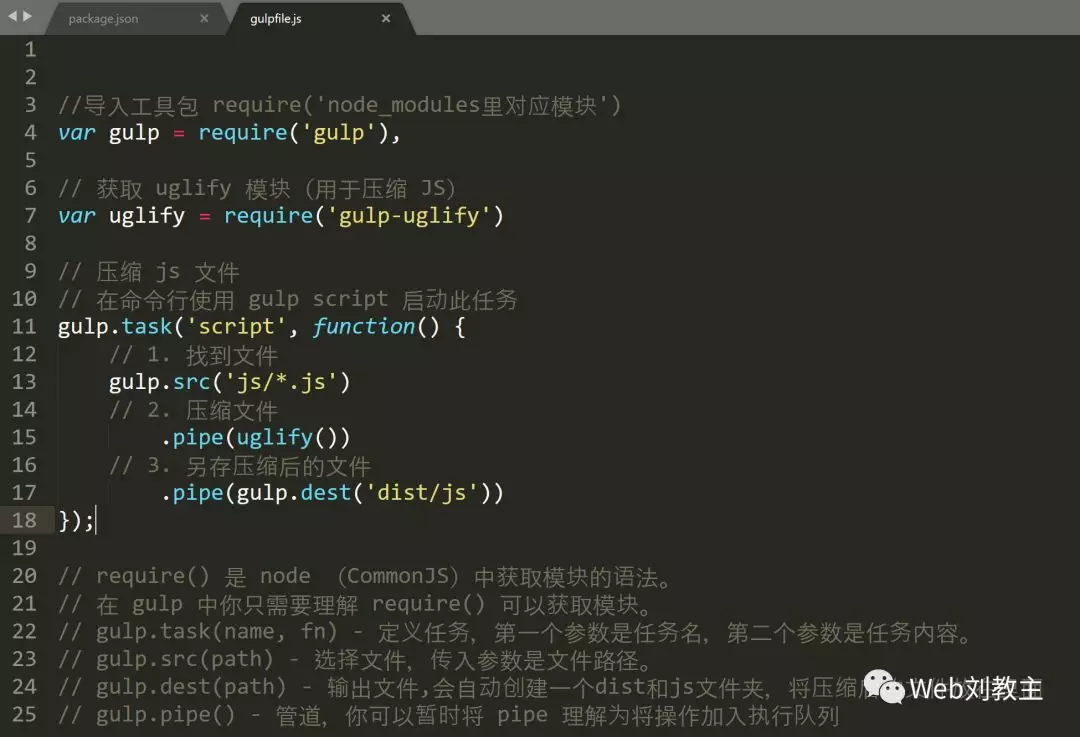 package.json
gulpfile.js
1
2
3 //导入工具包 require('node_modules里对应模块')
4 var gulp = require('gulp'),
5
6 // 获取 uglify 模块（用于压缩 JS）
7 var uglify = require('gulp-uglify')
8
9 // 压缩 js 文件
10 // 在命令行使用 gulp script 启动此任务
11 gulp.task('script', function() {
12 // 1. 找到文件
13 gulp.src('js/*.js')
14 // 2. 压缩文件
15 .pipe(uglify())
16 // 3. 另存压缩后的文件
17 .pipe(gulp.dest('dist/js'))
18 });
19
20 // require() 是 node （CommonJS）中获取模块的语法。
21 // 在 gulp 中你只需要理解 require() 可以获取模块。
22 // gulp.task(name, fn) - 定义任务, 第一个参数是任务名, 第二个参数是任务内容。
23 // gulp.src(path) - 选择文件, 传入参数是文件路径。
24 // gulp.dest(path) - 输出文件,会自动创建一个dist和js文件夹, 将压缩
25 // gulp.pipe() - 管道, 你可以暂时将 pipe 理解为将操作加入执行队列
Web刘教主